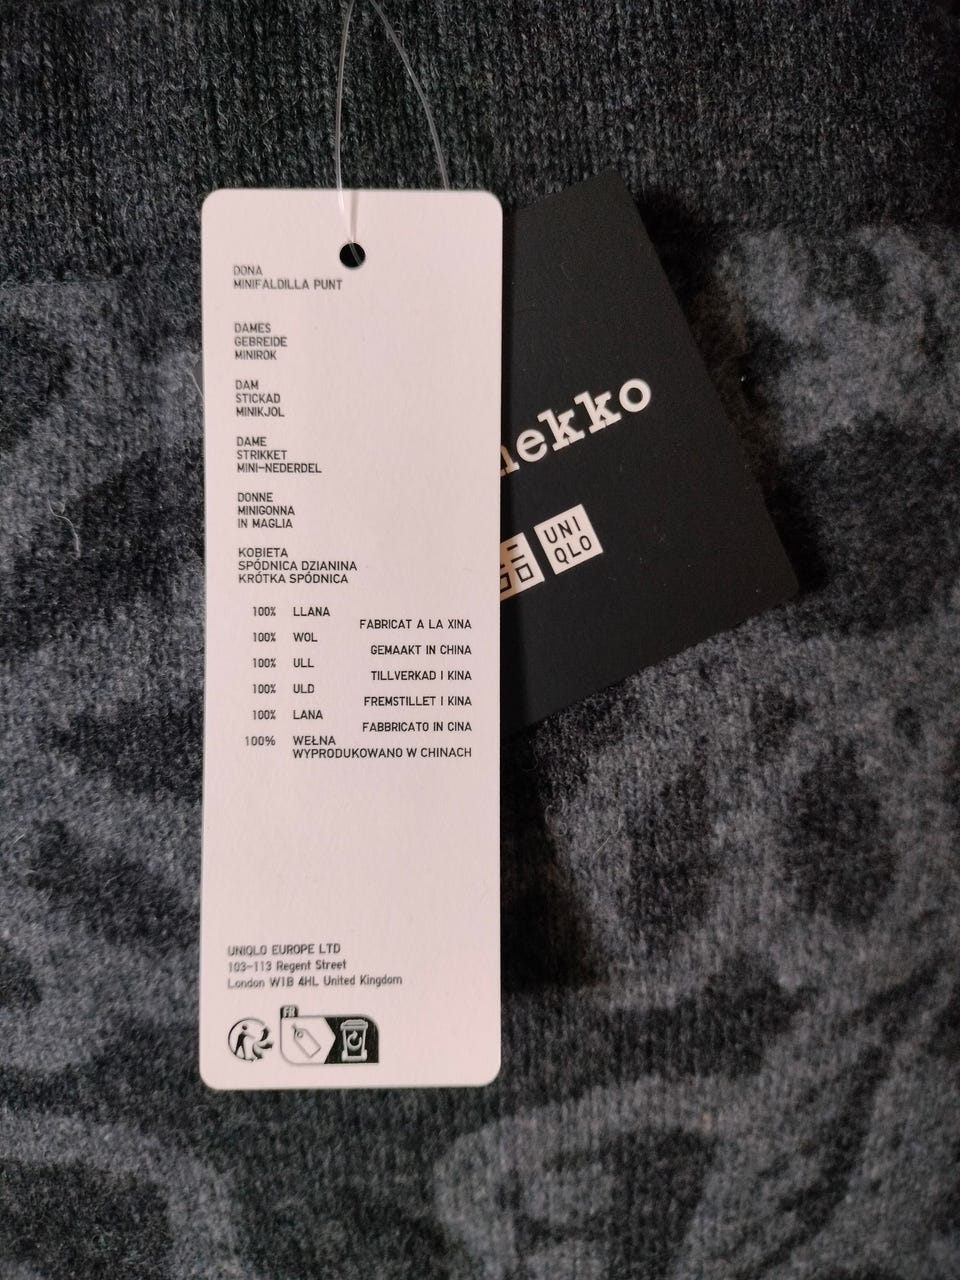 DONA
MINIFALDILLA PUNT
DAMES
GEBREIDE
MINIROK
DAM
STICKAD
MINIKJOL
DAME
STRIKKET
MINI-NEDERDEL
DONNE
MINIGONNA
IN MAGLIA
KOBIETA
SPÓDNICA DZIANINA
KRÓTKA SPÓDNICA
100% LLANA
FABRICAT A LA XINA
100% WOL
GEMAAKT IN CHINA
100% ULL
TILLVERKAD I KINA
100% ULD
FREMSTILLET I KINA
100% LANA
FABBRICATO IN CINA
100% WEŁNA
WYPRODUKOWANO W CHINACH
UNIQLO EUROPE LTD
103-113 Regent Street
London W1B 4HL United Kingdom
FR
ekko
UNI
QLO